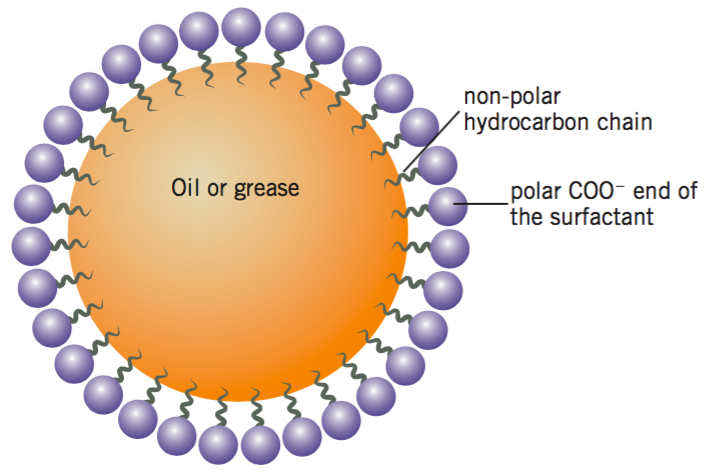 non-polar
hydrocarbon chain
Oil or grease
polar COO⁻ end of
the surfactant